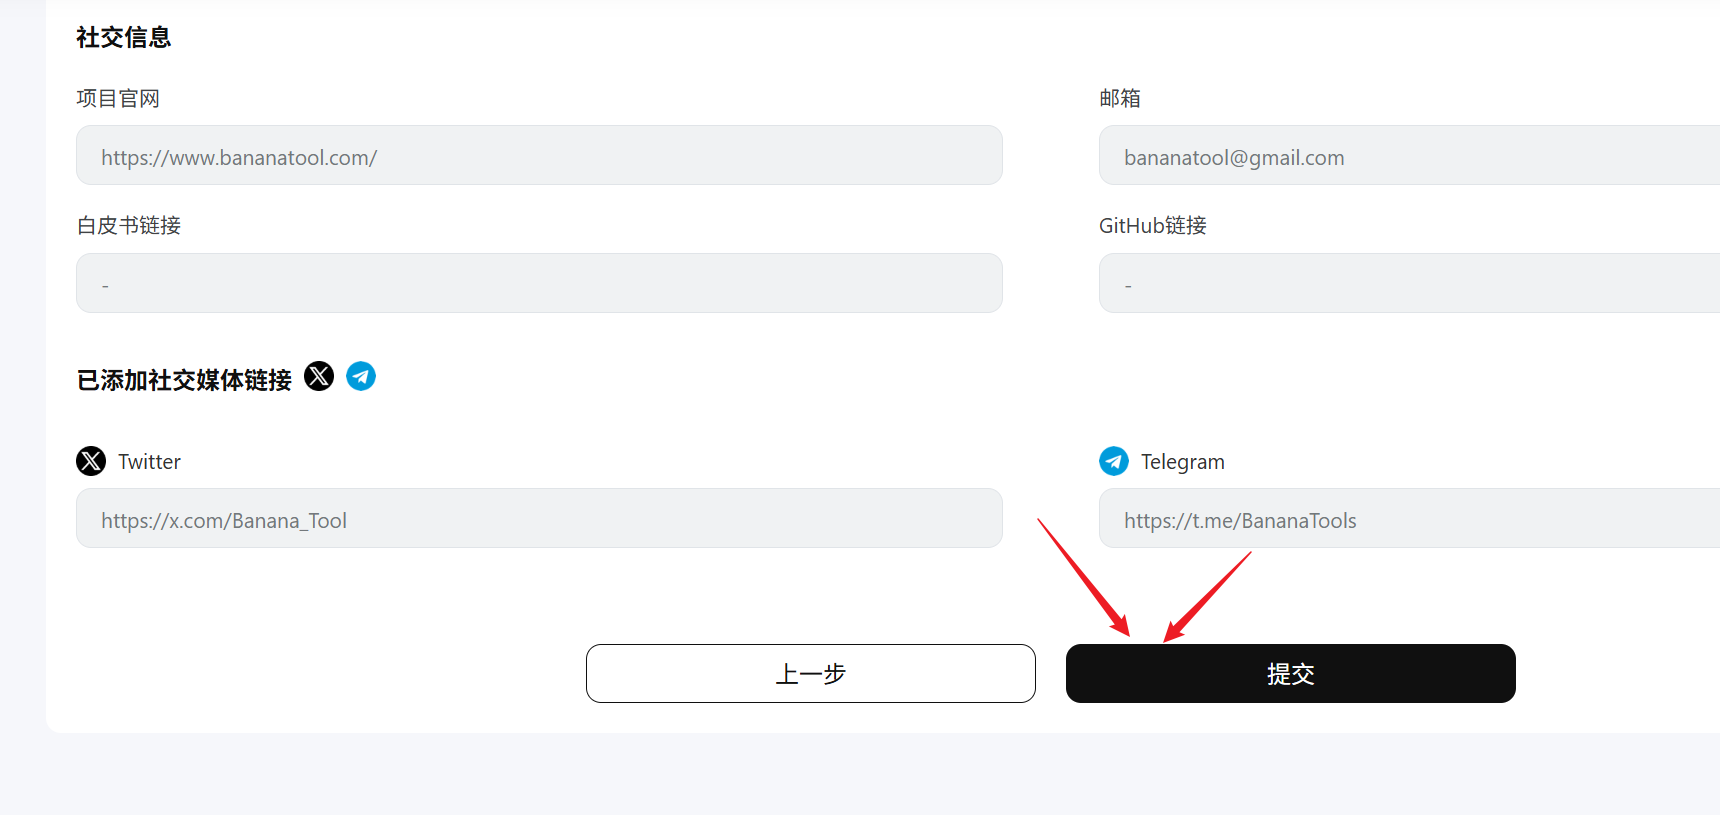 社交信息
项目官网
邮箱
https://www.bananatool.com/
bananatool@gmail.com
白皮书链接
GitHub链接
-
-
已添加社交媒体链接
Twitter
Telegram
https://x.com/Banana_Tool
https://t.me/BananaTools
上一步
提交